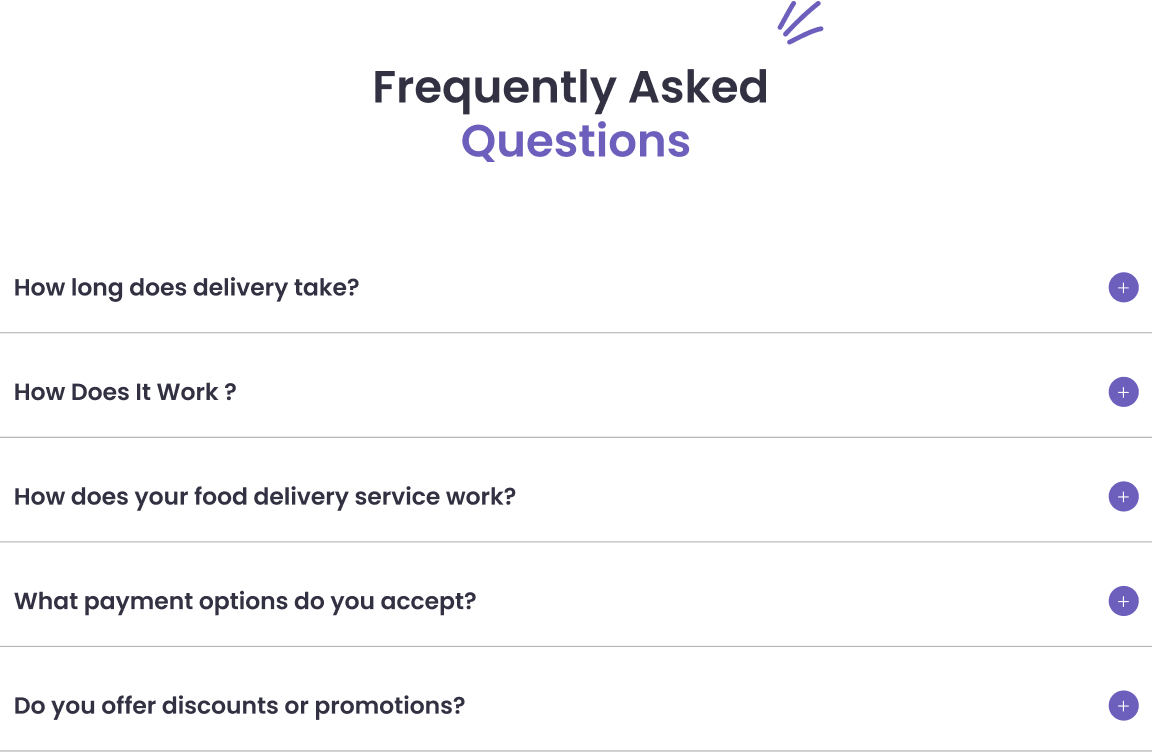 Frequently Asked
Questions
How long does delivery take?
How Does It Work ?
How does your food delivery service work?
What payment options do you accept?
Do you offer discounts or promotions?